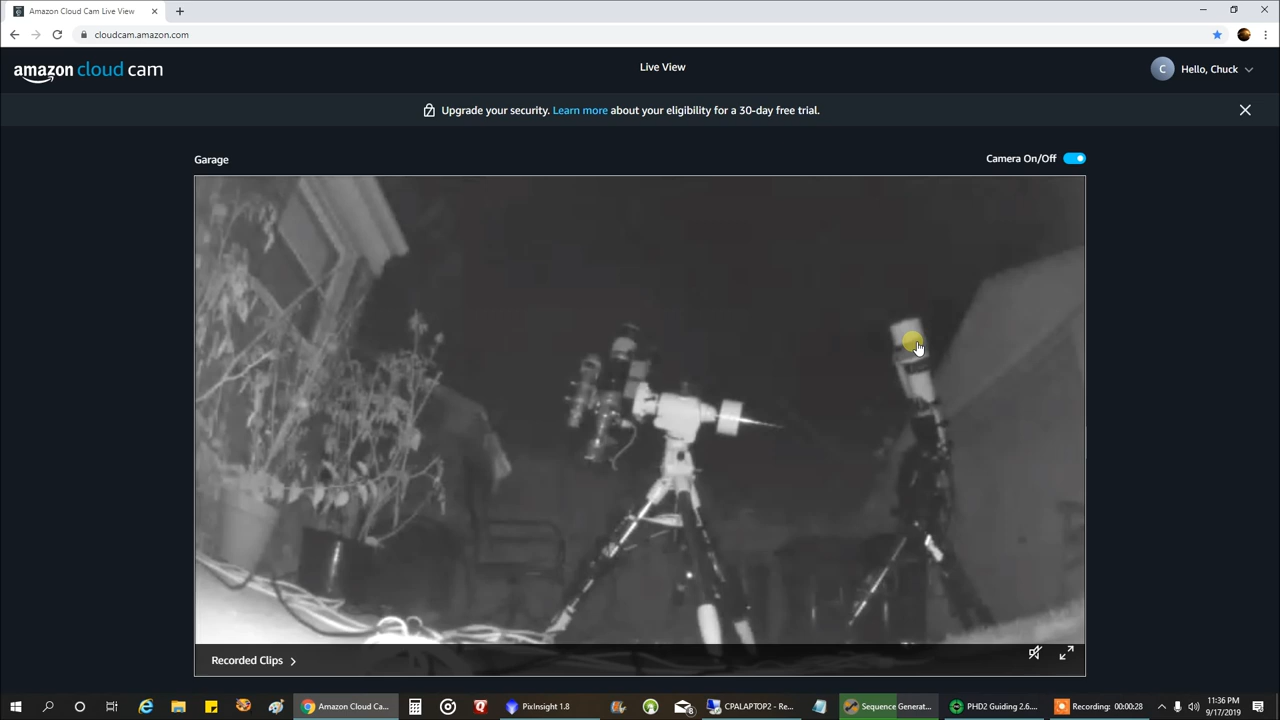 Amazon Cloud Cam Live View
cloudcam.amazon.com
amazon cloud cam
Live View
C
Hello, Chuck
Upgrade your security. Learn more about your eligibility for a 30-day free trial.
Garage
Camera On/Off
Recorded Clips
Amazon Cloud Ca...
PixInsight 1.8
CPALAPTOP2 - Re...
Sequence Generat...
PHD2 Guiding 2.6....
Recording: 00:00:28
11:36 PM
9/17/2019